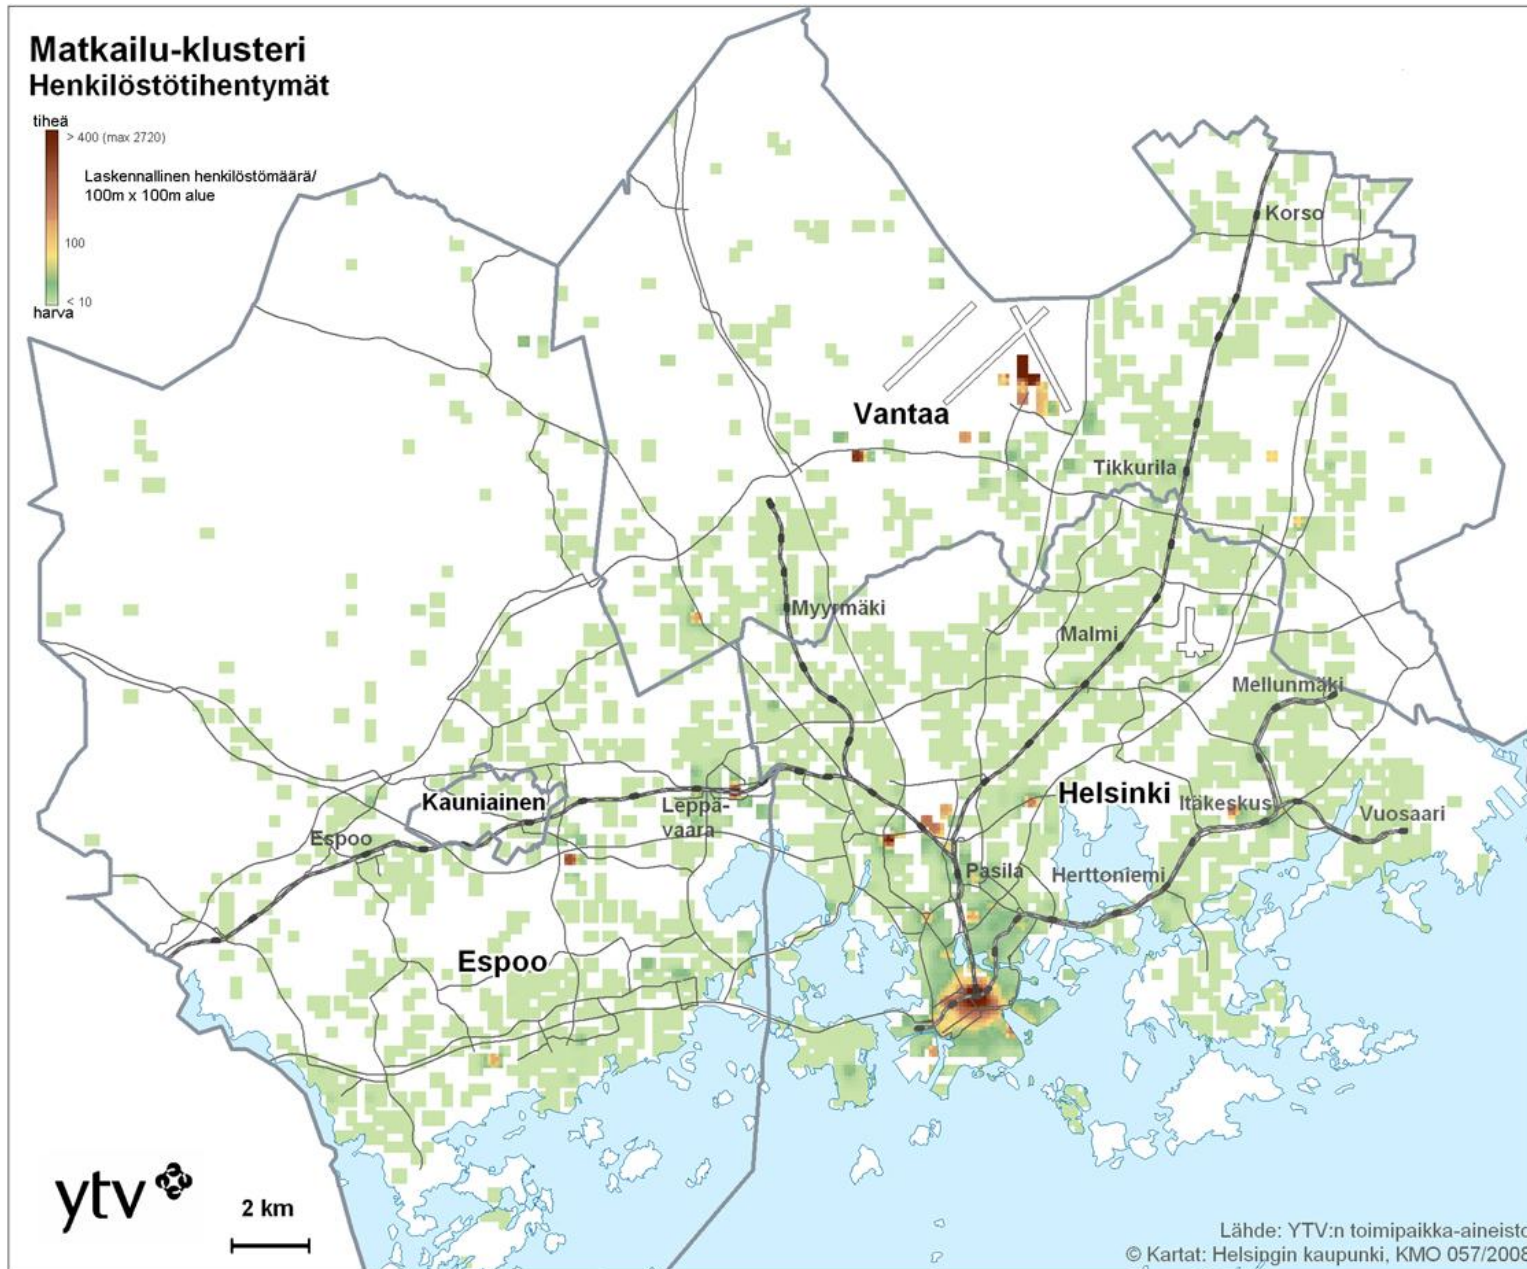 Matkailu-klusteri
Henkilöstötihentymät
tiheä
> 400 (max 2720)
Laskennallinen henkilöstömäärä/
100m x 100m alue
100
< 10
harva
Korso
Vantaa
Tikkurila
Myyrmäki
Malmi
Mellunmäki
Helsinki
Kauniainen
Itäkeskus
Leppä-
vaara
Vuosaari
Espoo
Pasila
Herttoniemi
Espoo
ytv
2 km
Lähde: YTV:n toimipaikka-aineisto
© Kartat: Helsingin kaupunki, KMO 057/2008